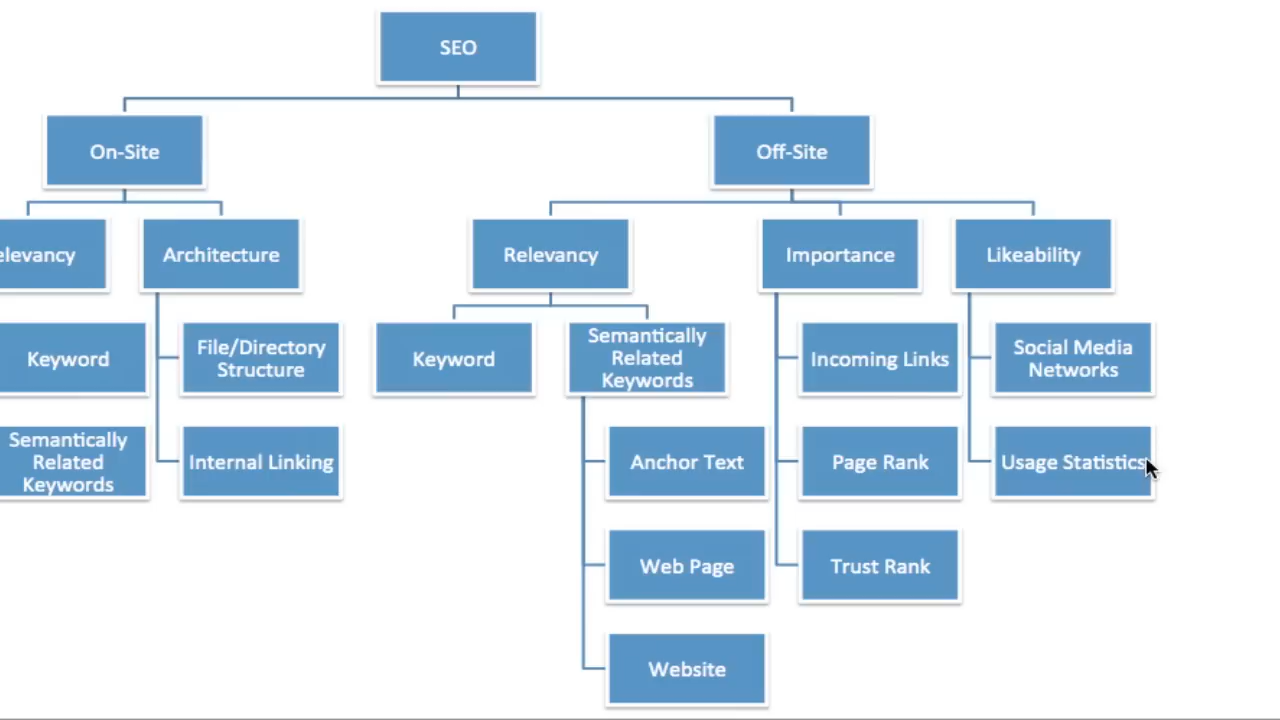 SEO
On-Site
Off-Site
elevancy
Architecture
Relevancy
Importance
Likeability
Keyword
File/Directory
Structure
Keyword
Semantically
Related
Keywords
Incoming Links
Social Media
Networks
Semantically
Related
Keywords
Internal Linking
Anchor Text
Page Rank
Usage Statistics
Web Page
Trust Rank
Website